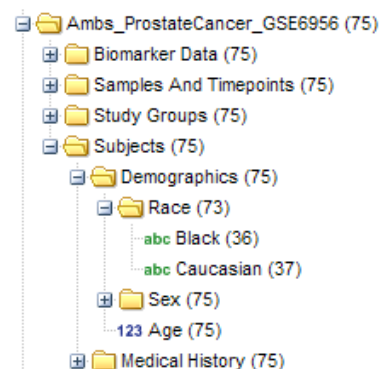 Ambs_ProstateCancer_GSE6956 (75)
Biomarker Data (75)
Samples And Timepoints (75)
Study Groups (75)
Subjects (75)
Demographics (75)
Race (73)
abc Black (36)
abc Caucasian (37)
Sex (75)
123 Age (75)
Medical History (75)